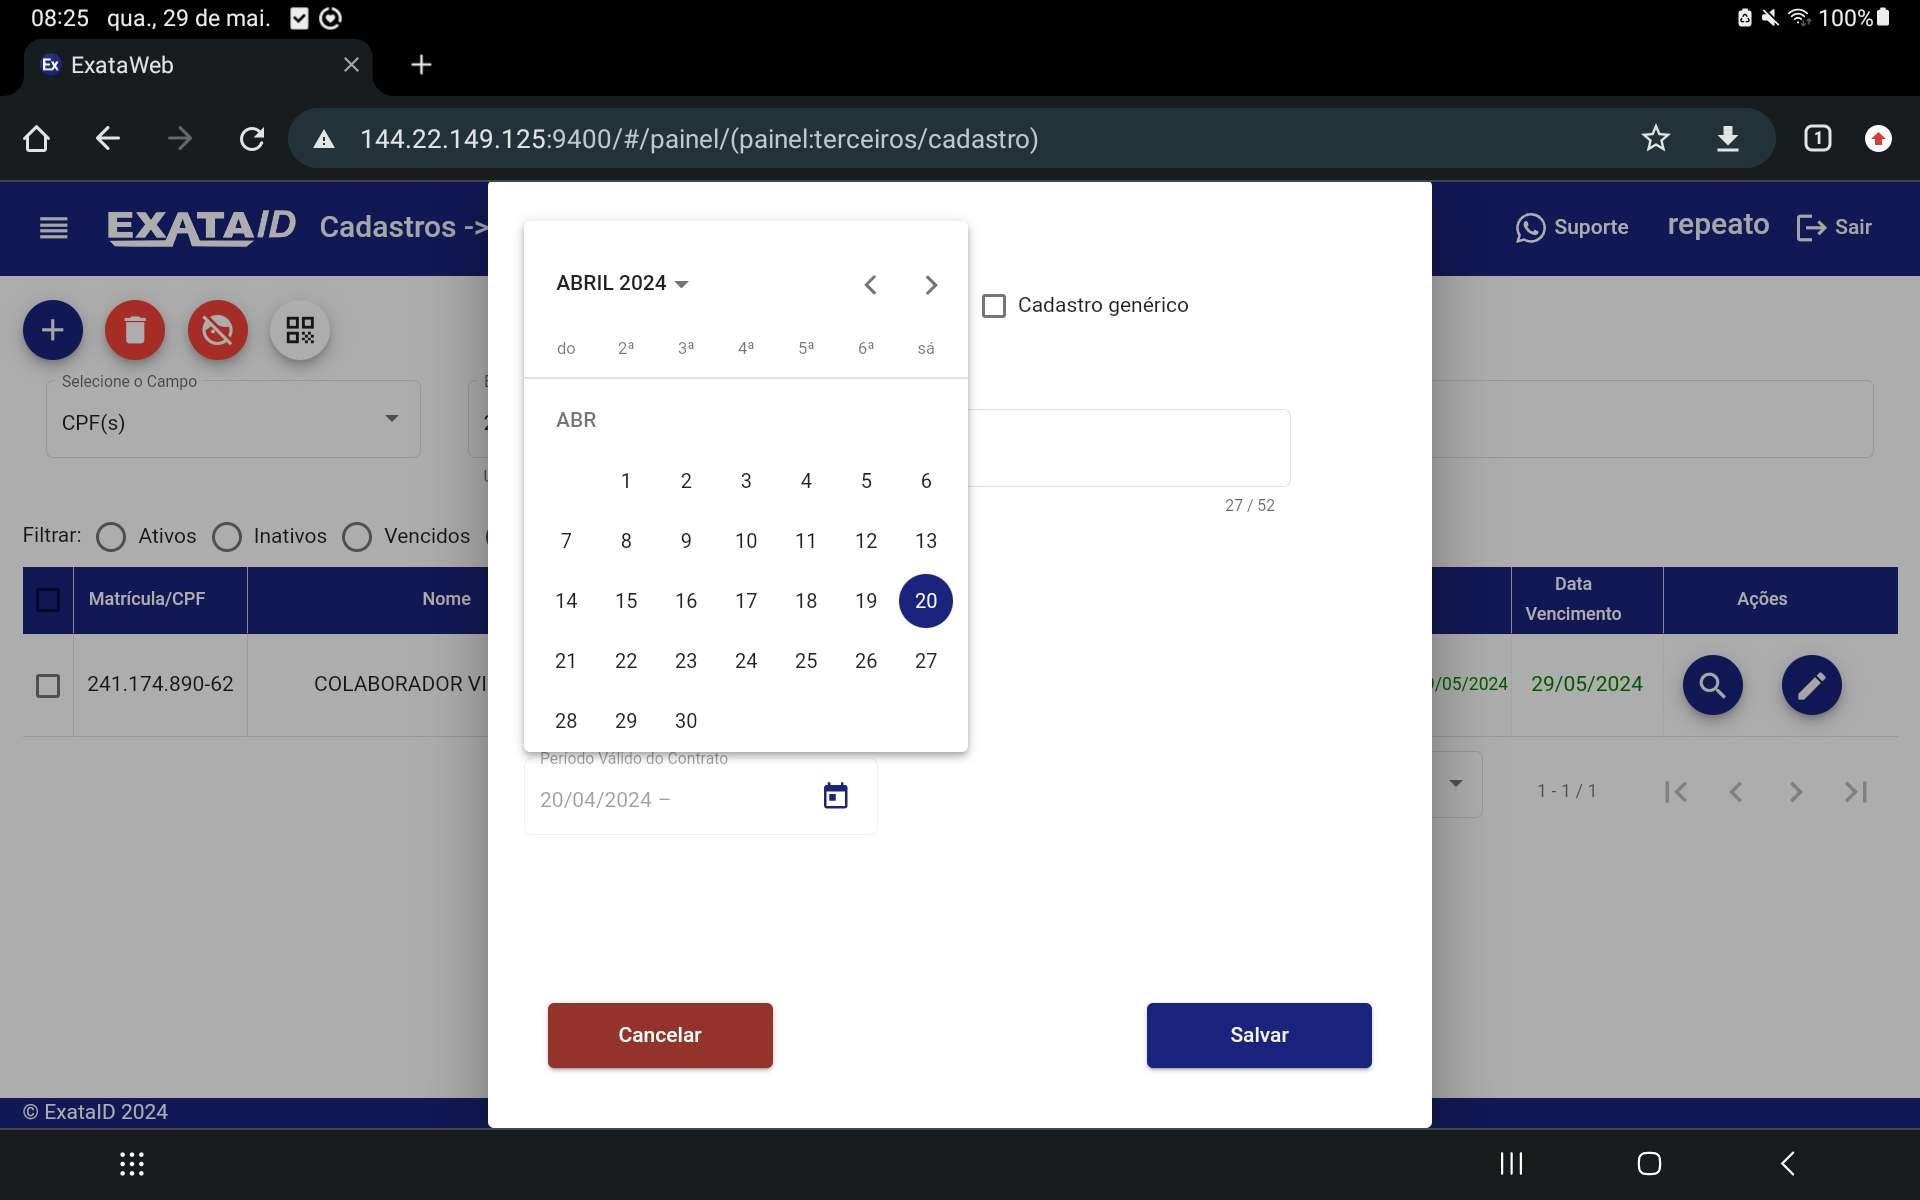 08:25 qua., 29 de mai.
100%
Ex ExataWeb
144.22.149.125:9400/#/painel/(painel:terceiros/cadastro)
1
EXATAID Cadastros ->
Suporte
repeato
Sair
ABRIL 2024
Cadastro genérico
do 2ª 3ª 4ª 5ª 6ª sá
Selecione o Campo
CPF(s)
ABR
1 2 3 4 5 6
27 / 52
7 8 9 10 11 12 13
Filtrar: Ativos Inativos Vencidos
14 15 16 17 18 19 20
Matrícula/CPF Nome
Data
Vencimento
Ações
21 22 23 24 25 26 27
241.174.890-62 COLABORADOR VI
/05/2024 29/05/2024
28 29 30
Período Válido do Contrato
20/04/2024 –
1 - 1 / 1
Cancelar
Salvar
© ExataID 2024